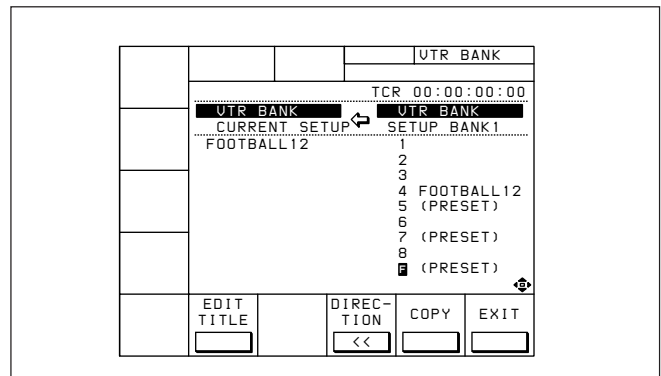 VTR BANK
TCR 00:00:00:00
VTR BANK VTR BANK
CURRENT SETUP SETUP BANK1
FOOTBALL12 1
2
3
4 FOOTBALL12
5 (PRESET)
6
7 (PRESET)
8
F (PRESET)
EDIT TITLE
DIREC-TION
COPY
EXIT
<<